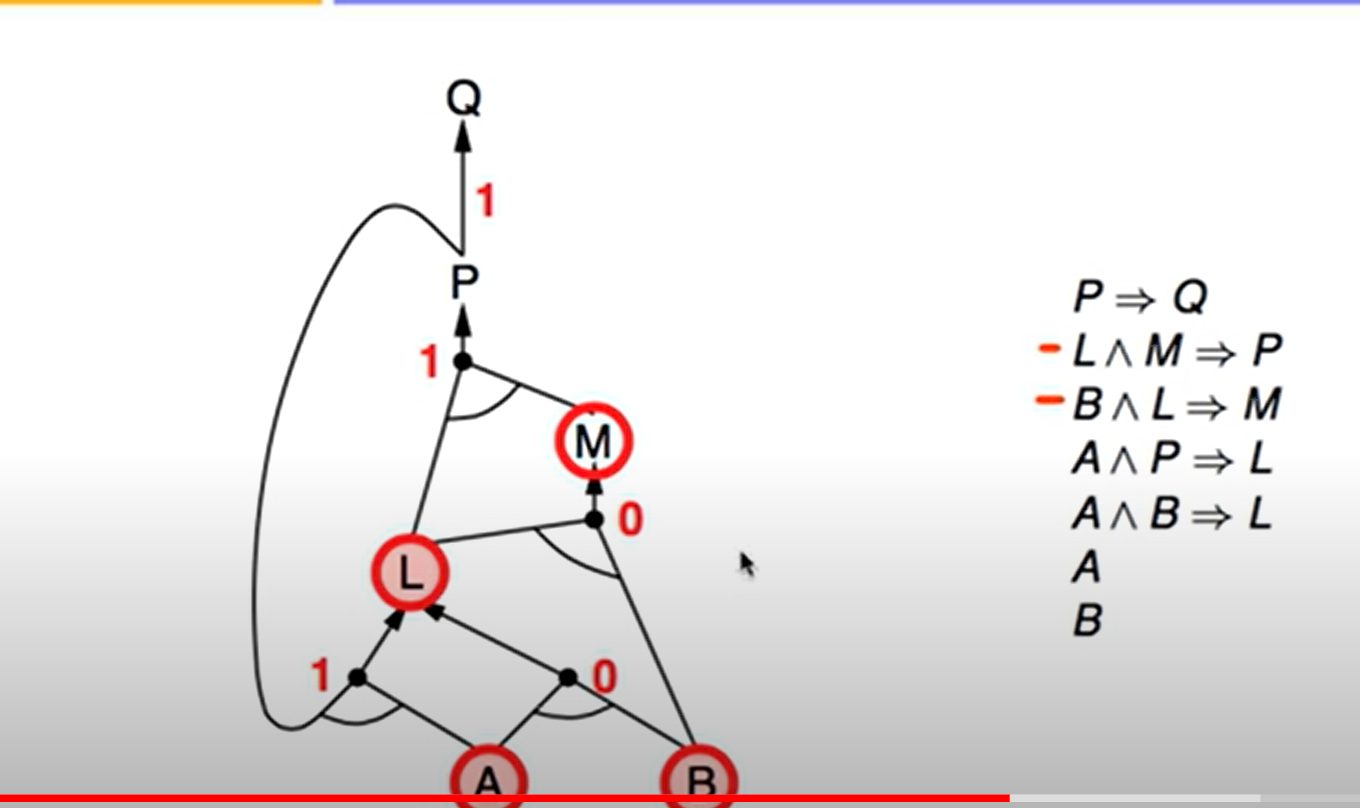 Q
1
P
1
M
0
L
1
0
A
B
P ⇒ Q
L ∧ M ⇒ P
B ∧ L ⇒ M
A ∧ P ⇒ L
A ∧ B ⇒ L
A
B